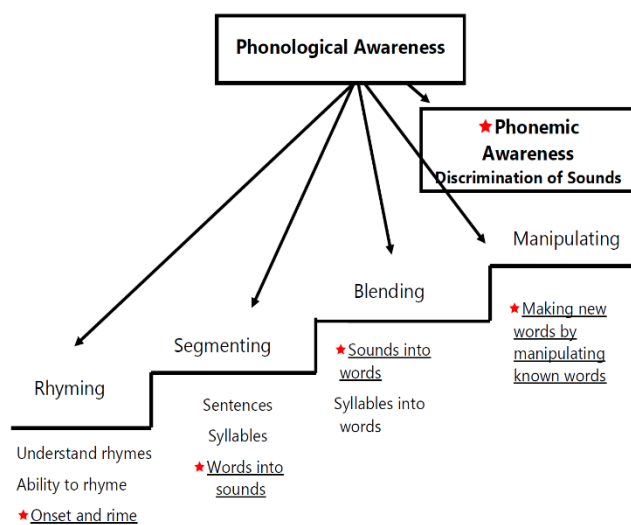 Phonological Awareness
Phonemic
Awareness
Discrimination of Sounds
Manipulating
Making new
words by
manipulating
known words
Blending
Sounds into
words
Syllables into
words
Segmenting
Sentences
Syllables
Words into
sounds
Rhyming
Understand rhymes
Ability to rhyme
Onset and rime